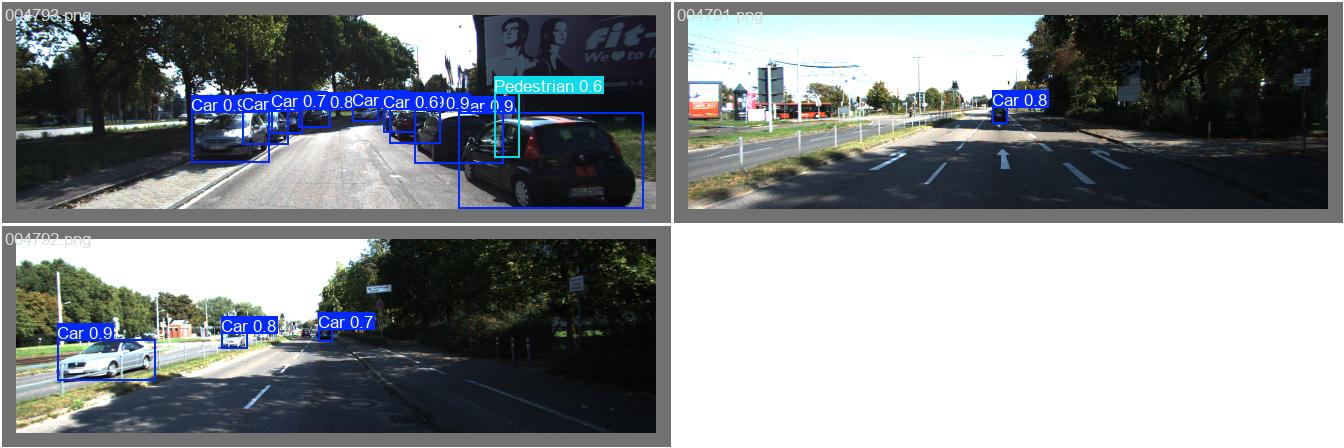 004793.png
fit-
We♥to f
Pedestrian 0.6
Car 0.9
Car
Car 0.7
0.8
Car
Car 0.6
0.9
ar 0.9
004791.png
Car 0.8
004792.png
Car 0.9
Car 0.8
Car 0.7